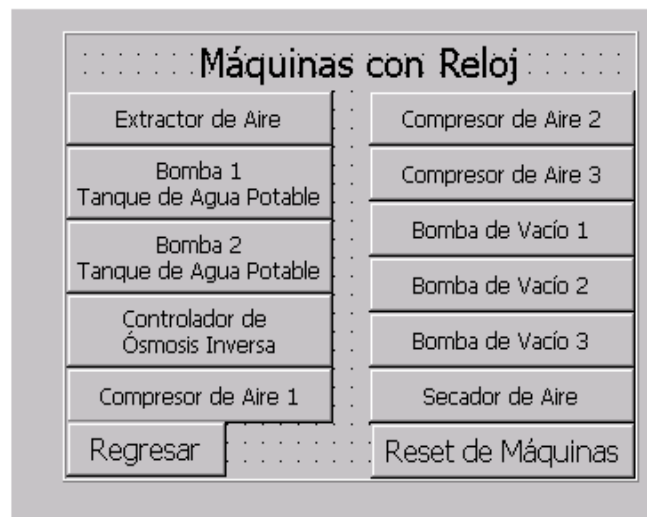 Máquinas con Reloj
Extractor de Aire
Bomba 1
Tanque de Agua Potable
Bomba 2
Tanque de Agua Potable
Controlador de
Ósmosis Inversa
Compresor de Aire 1
Regresar
Compresor de Aire 2
Compresor de Aire 3
Bomba de Vacío 1
Bomba de Vacío 2
Bomba de Vacío 3
Secador de Aire
Reset de Máquinas